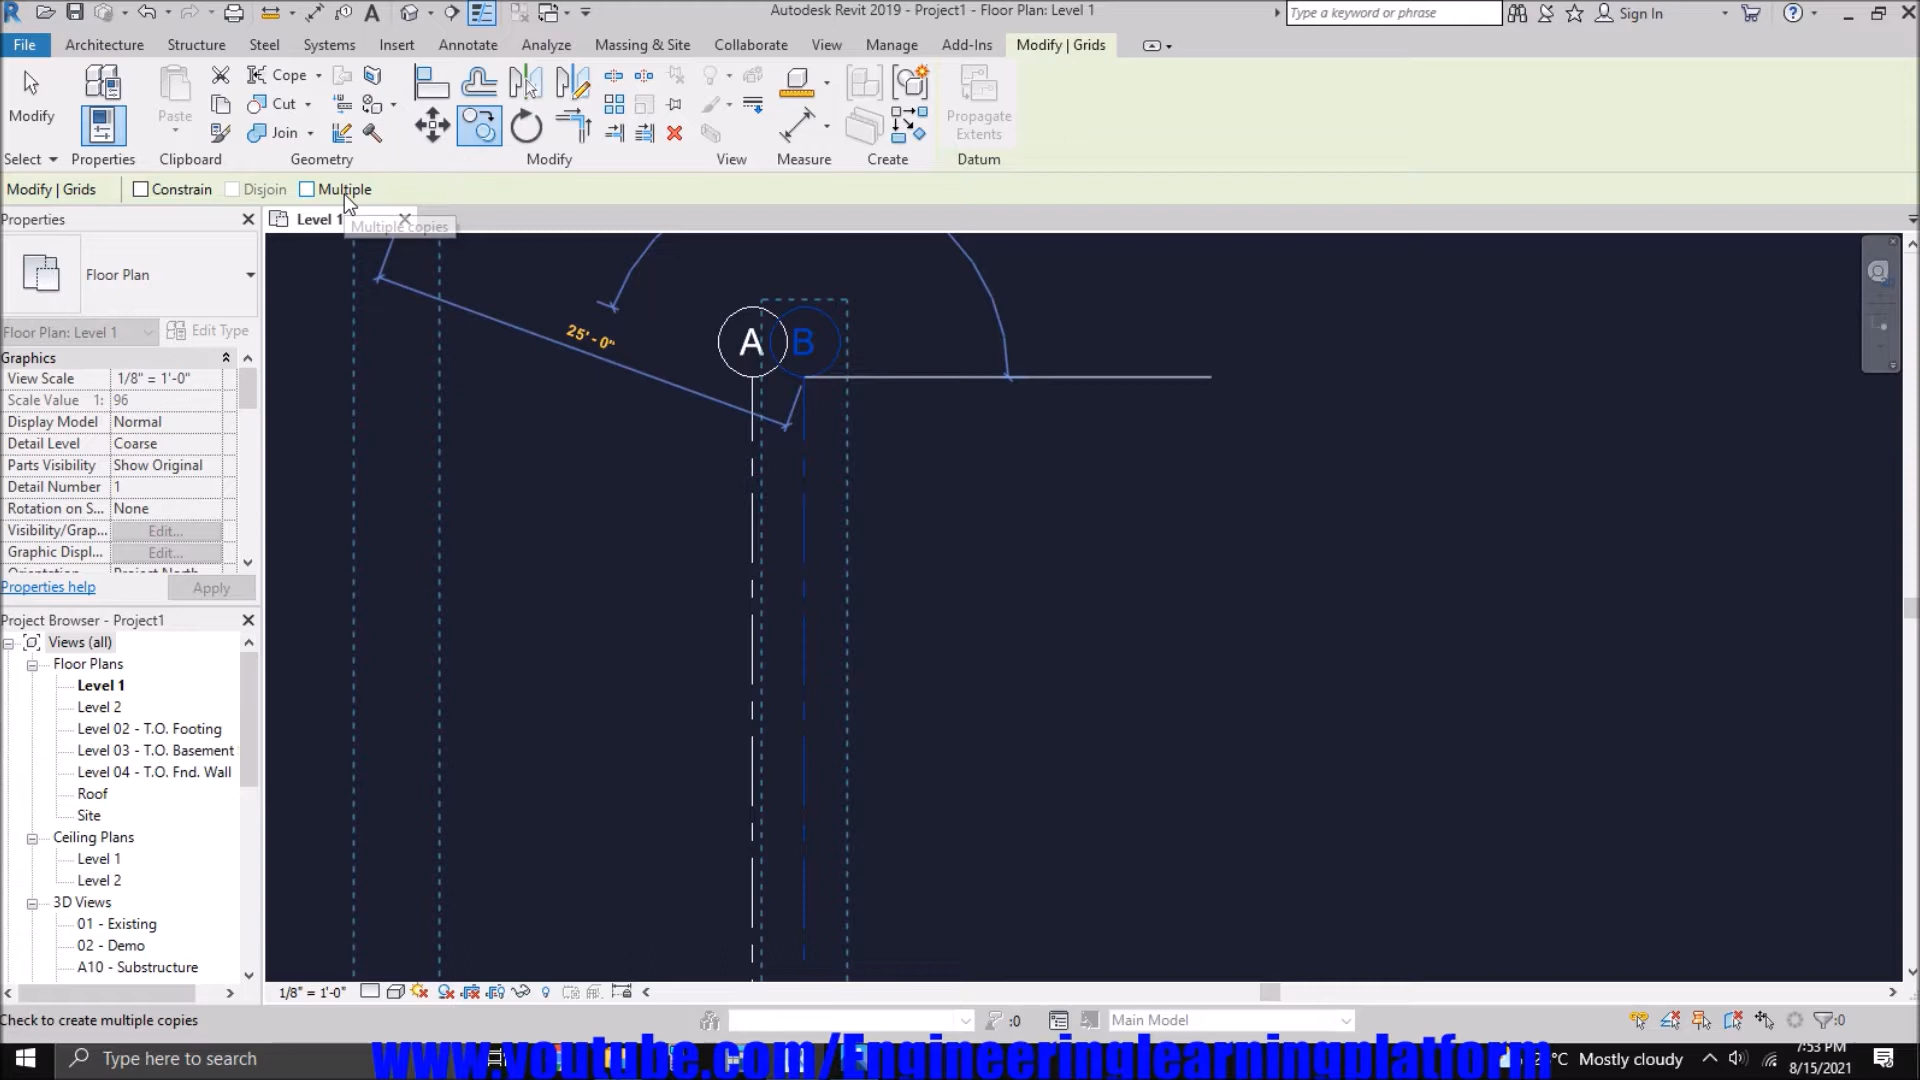 Autodesk Revit 2019 - Project1 - Floor Plan: Level 1
Type a keyword or phrase
Sign In
File Architecture Structure Steel Systems Insert Annotate Analyze Massing & Site Collaborate View Manage Add-Ins Modify | Grids
Modify
Paste
Cope
Cut
Join
Propagate
Extents
Select Properties Clipboard Geometry Modify View Measure Create Datum
Modify | Grids Constrain Disjoin Multiple
Properties
Level 1
Multiple copies
Floor Plan
Floor Plan: Level 1 Edit Type
Graphics
View Scale 1/8" = 1'-0"
Scale Value 1: 96
Display Model Normal
Detail Level Coarse
Parts Visibility Show Original
Detail Number 1
Rotation on S... None
Visibility/Grap... Edit...
Graphic Displ... Edit...
Properties help Apply
25' - 0"
A B
Project Browser - Project1
Views (all)
Floor Plans
Level 1
Level 2
Level 02 - T.O. Footing
Level 03 - T.O. Basement
Level 04 - T.O. Fnd. Wall
Roof
Site
Ceiling Plans
Level 1
Level 2
3D Views
01 - Existing
02 - Demo
A10 - Substructure
1/8" = 1'-0"
Check to create multiple copies
:0
Main Model
:0
Type here to search
www.youtube.com/Engineeringlearningplatform
Mostly cloudy
7:53 PM
8/15/2021